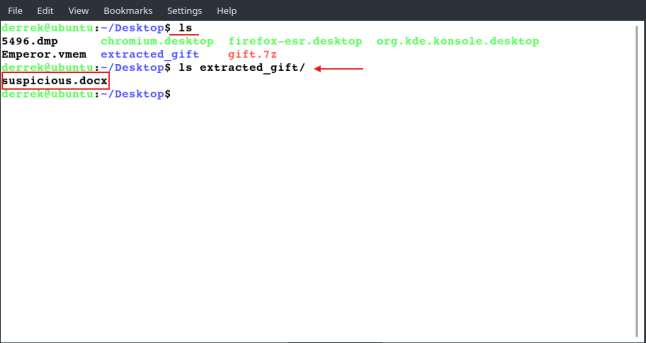 File Edit View Bookmarks Settings Help
derrek@ubuntu:~/Desktop$ ls
5496.dmp chromium.desktop firefox-esr.desktop org.kde.konsole.desktop
Emperor.vmem extracted_gift gift.7z
derrek@ubuntu:~/Desktop$ ls extracted_gift/
suspicious.docx
derrek@ubuntu:~/Desktop$